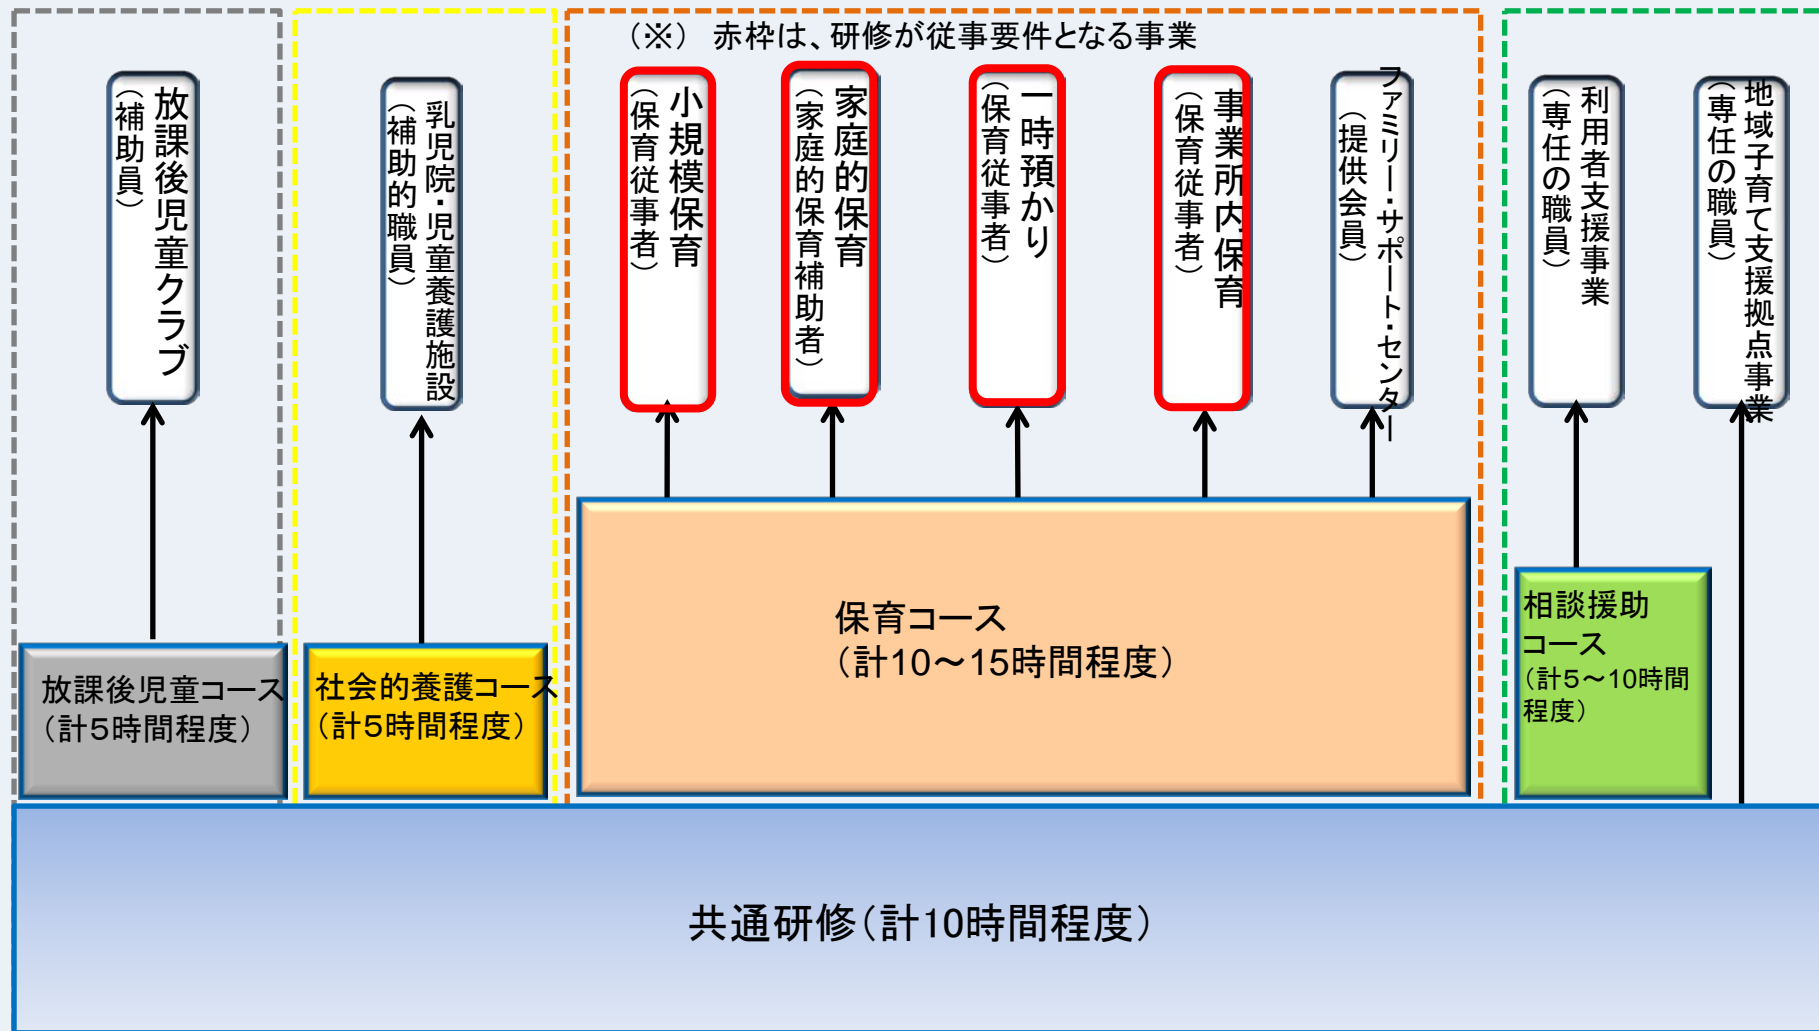 （※） 赤枠は、研修が従事要件となる事業
放課後児童クラブ
（補助員）
乳児院・児童養護施設
（補助的職員）
小規模保育
（保育従事者）
家庭的保育
（家庭的保育補助者）
一時預かり
（保育従事者）
事業所内保育
（保育従事者）
ファミリー・サポート・センター
（提供会員）
利用者支援事業
（専任の職員）
地域子育て支援拠点事業
（専任の職員）
放課後児童コース
（計5時間程度）
社会的養護コース
（計5時間程度）
保育コース
（計10～15時間程度）
相談援助
コース
（計5～10時間
程度）
共通研修（計10時間程度）